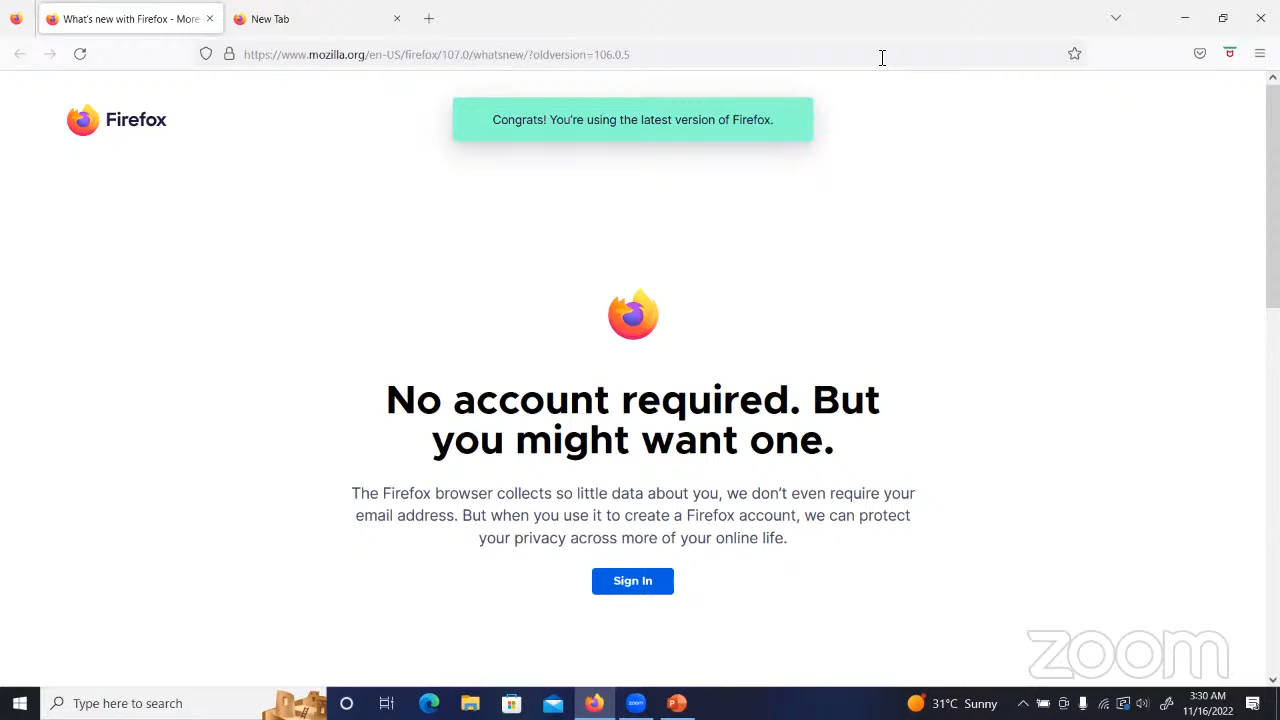 What's new with Firefox - More
New Tab
https://www.mozilla.org/en-US/firefox/107.0/whatsnew/?oldversion=106.0.5
Firefox
Congrats! You're using the latest version of Firefox.
No account required. But
you might want one.
The Firefox browser collects so little data about you, we don't even require your
email address. But when you use it to create a Firefox account, we can protect
your privacy across more of your online life.
Sign In
zoom
Type here to search
zoom
31°C Sunny
3:30 AM
11/16/2022